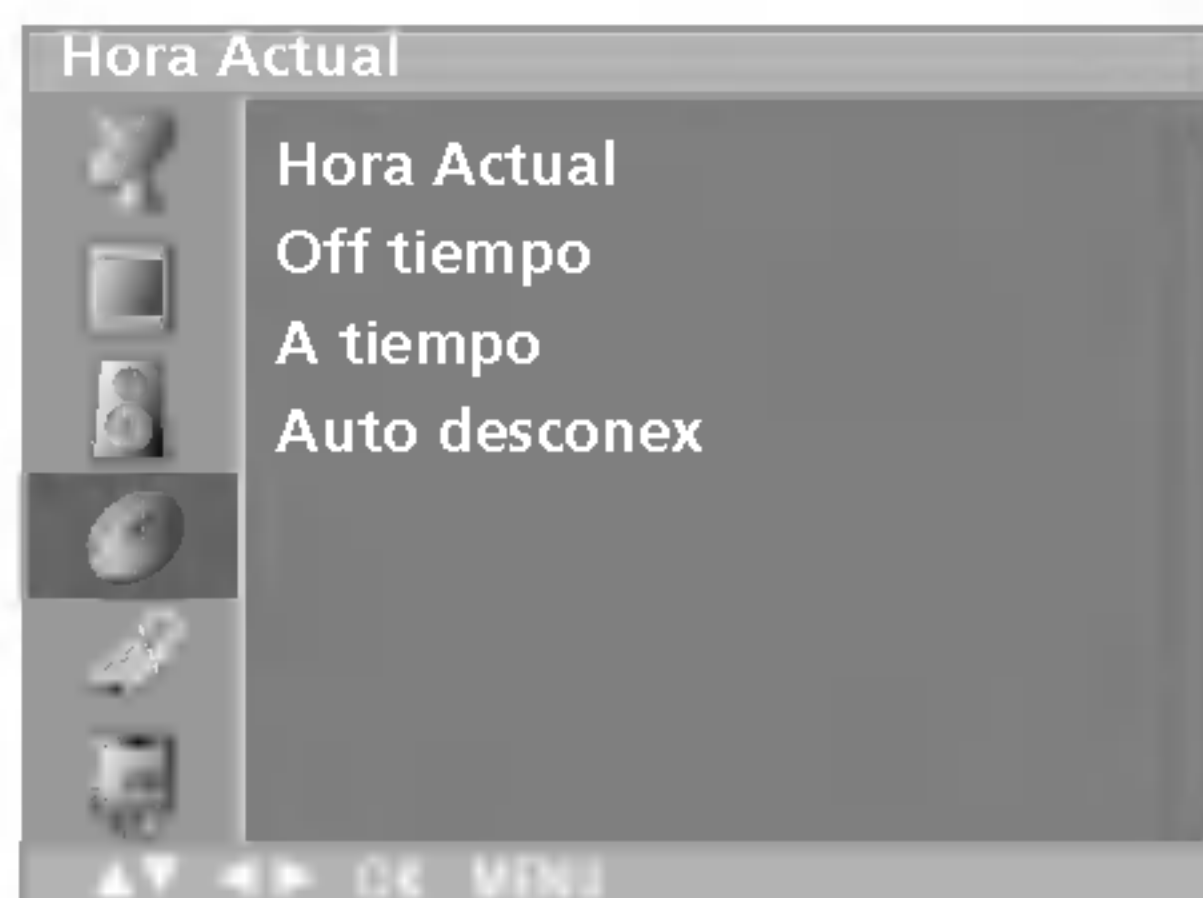 Hora Actual
Hora Actual
Off tiempo
A tiempo
Auto desconex
▲▼ ◀▶ OK MENU